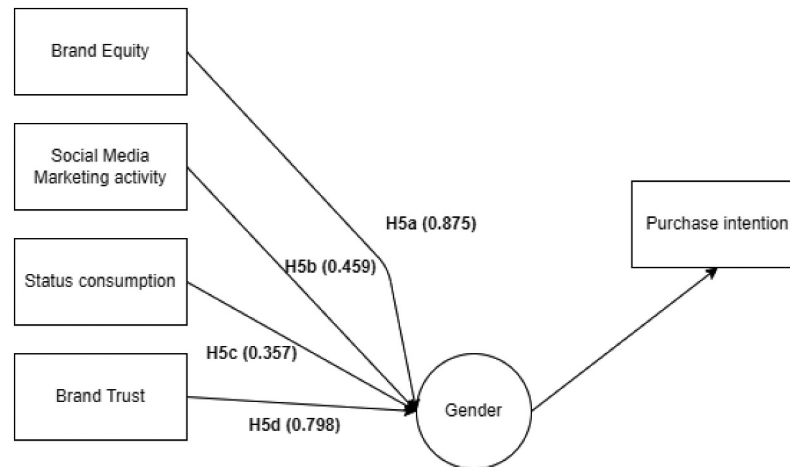 Brand Equity
Social Media
Marketing activity
H5a (0.875)
Purchase intention
H5b (0.459)
Status consumption
H5c (0.357)
Brand Trust
Gender
H5d (0.798)